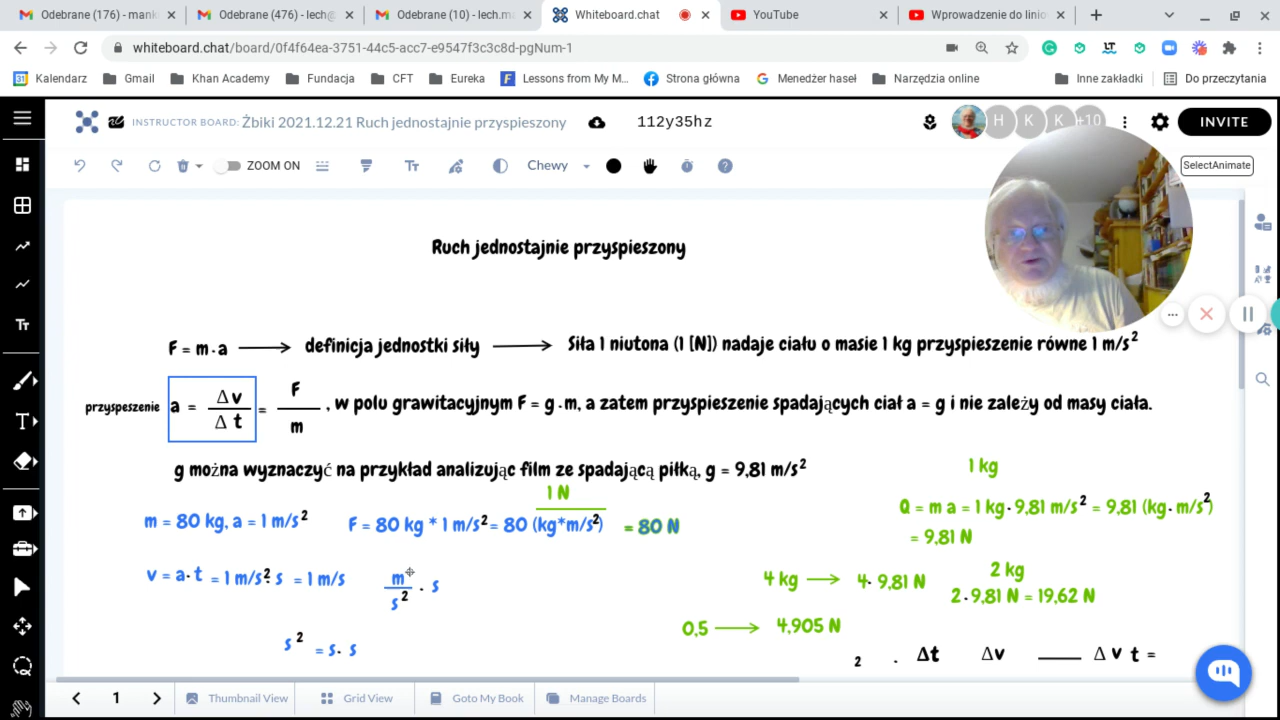 Odebrane (176) - mank
Odebrane (476) - lech@
Odebrane (10) - lech.m
Whiteboard.chat
YouTube
Wprowadzenie do linio
whiteboard.chat/board/0f4f64ea-3751-44c5-acc7-e9547f3c3c8d-pgNum-1
Kalendarz
Gmail
Khan Academy
Fundacja
CFT
Eureka
Lessons from My M...
Strona główna
Menedżer haseł
Narzędzia online
Inne zakładki
Do przeczytania
INSTRUCTOR BOARD: Żbiki 2021.12.21 Ruch jednostajnie przyspieszony
112y35hz
H K K +10
INVITE
ZOOM ON
Chewy
SelectAnimate
Ruch jednostajnie przyspieszony
F = m · a → definicja jednostki siły → Siła 1 niutona (1 [N]) nadaje ciału o masie 1 kg przyspieszenie równe 1 m/s²
przyspeszenie a = Δv / Δt = F / m , w polu grawitacyjnym F = g · m, a zatem przyspieszenie spadających ciał a = g i nie zależy od masy ciała.
g można wyznaczyć na przykład analizując film ze spadającą piłką, g = 9,81 m/s²
1 kg
1 N
m = 80 kg, a = 1 m/s² F = 80 kg * 1 m/s² = 80 (kg*m/s²) = 80 N
Q = m a = 1 kg · 9,81 m/s² = 9,81 (kg · m/s²)
= 9,81 N
v = a · t = 1 m/s² · s = 1 m/s m / s² · s
4 kg → 4 · 9,81 N
2 kg
2 · 9,81 N = 19,62 N
0,5 → 4,905 N
s² = s · s
2 . Δt Δv ___ Δ v t =
1
Thumbnail View
Grid View
Goto My Book
Manage Boards